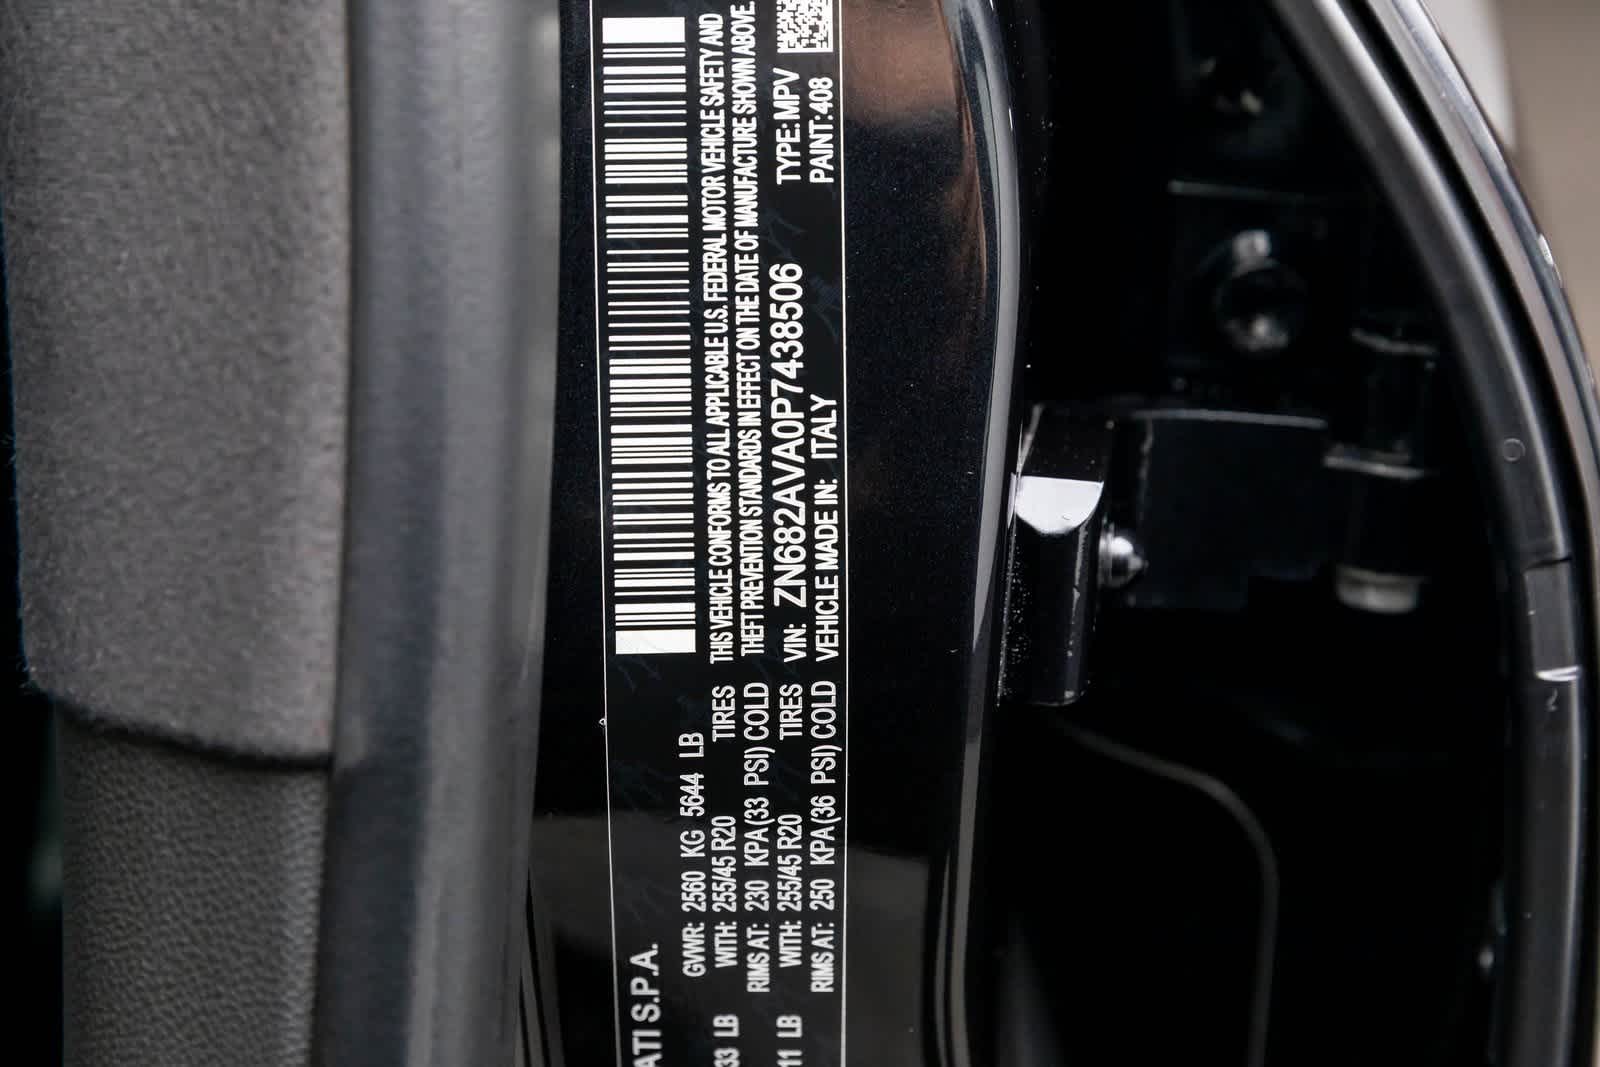 ATI S.P.A.
GVWR: 2560 KG 5644 LB
33 LB WITH: 255/45 R20 TIRES
RIMS AT: 230 KPA(33 PSI) COLD
11 LB WITH: 255/45 R20 TIRES
RIMS AT: 250 KPA(36 PSI) COLD
THIS VEHICLE CONFORMS TO ALL APPLICABLE U.S. FEDERAL MOTOR VEHICLE SAFETY AND
THEFT PREVENTION STANDARDS IN EFFECT ON THE DATE OF MANUFACTURE SHOWN ABOVE.
VIN: ZN682AVA0P7438506 TYPE: MPV
VEHICLE MADE IN: ITALY PAINT: 408